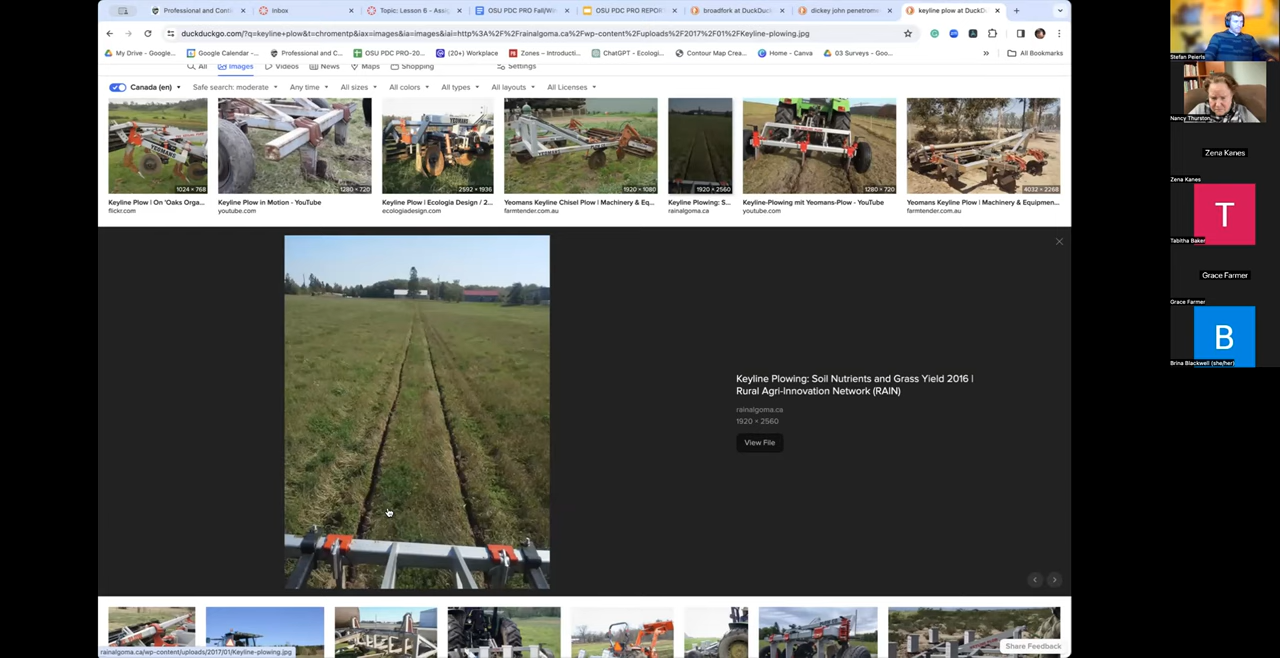 Professional and Conti
Inbox
Topic: Lesson 6 - Assig
OSU PDC PRO Fall/Win
OSU PDC PRO REPORT
broadfork at DuckDuck
dickey john penetrome
keyline plow at DuckDu
duckduckgo.com/?q=keyline+plow&t=chromentp&iax=images&ia=images&iai=http%3A%2F%2Frainalgoma.ca%2Fwp-content%2Fuploads%2F2017%2F01%2FKeyline-plowing.jpg
My Drive - Google...
Google Calendar -...
Professional and C...
OSU PDC PRO-20...
(20+) Workplace
Zones – Introducti...
ChatGPT - Ecologi...
Contour Map Crea...
Home - Canva
03 Surveys - Goo...
All Bookmarks
All Images Videos News Maps Shopping Settings
Canada (en) Safe search: moderate Any time All sizes All colors All types All layouts All Licenses
1024 × 768
1280 × 720
2592 × 1936
1920 × 1080
1920 × 2560
1280 × 720
4032 × 2268
Keyline Plow | On 'Oaks Orga...
flickr.com
Keyline Plow in Motion - YouTube
youtube.com
Keyline Plow | Ecologia Design / 2...
ecologiadesign.com
Yeomans Keyline Chisel Plow | Machinery & Eq...
farmtender.com.au
Keyline Plowing: S...
rainalgoma.ca
Keyline-Plowing mit Yeomans-Plow - YouTube
youtube.com
Yeomans Keyline Plow | Machinery & Equipmen...
farmtender.com.au
Keyline Plowing: Soil Nutrients and Grass Yield 2016 |
Rural Agri-Innovation Network (RAIN)
rainalgoma.ca
1920 × 2560
View File
Share Feedback
rainalgoma.ca/wp-content/uploads/2017/01/Keyline-plowing.jpg
Stefan Peierls
Nancy Thurston
Zena Kanes
Zena Kanes
T
Tabitha Baker
Grace Farmer
Grace Farmer
B
Brina Blackwell (she/her)